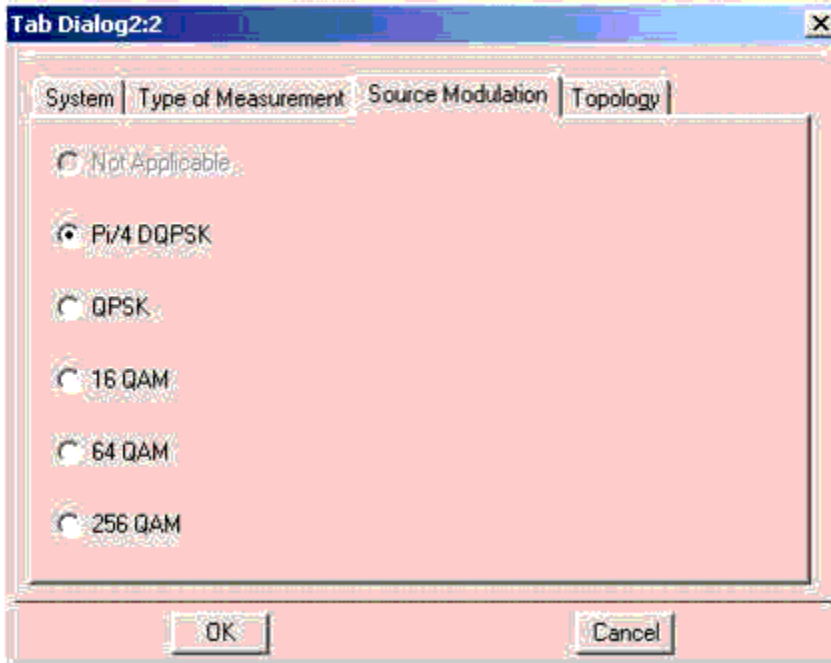 Tab Dialog2:2
System Type of Measurement Source Modulation Topology
Not Applicable
Pi/4 DQPSK
QPSK
16 QAM
64 QAM
256 QAM
OK Cancel